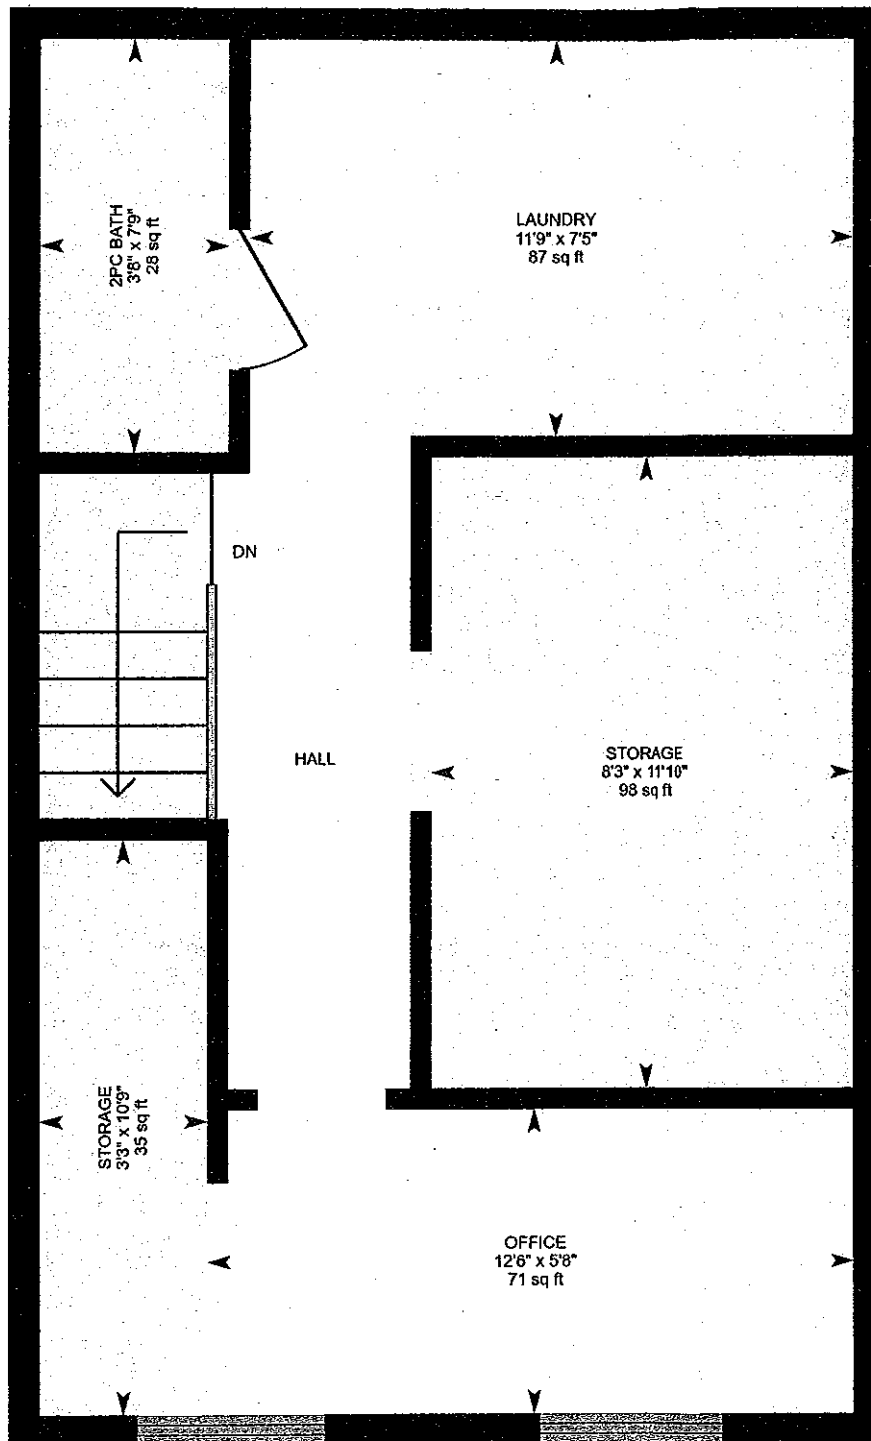 2PC BATH
3'8" x 7'9"
28 sq ft
LAUNDRY
11'9" x 7'5"
87 sq ft
DN
HALL
STORAGE
8'3" x 11'10"
98 sq ft
STORAGE
3'3" x 10'9"
35 sq ft
OFFICE
12'6" x 5'8"
71 sq ft